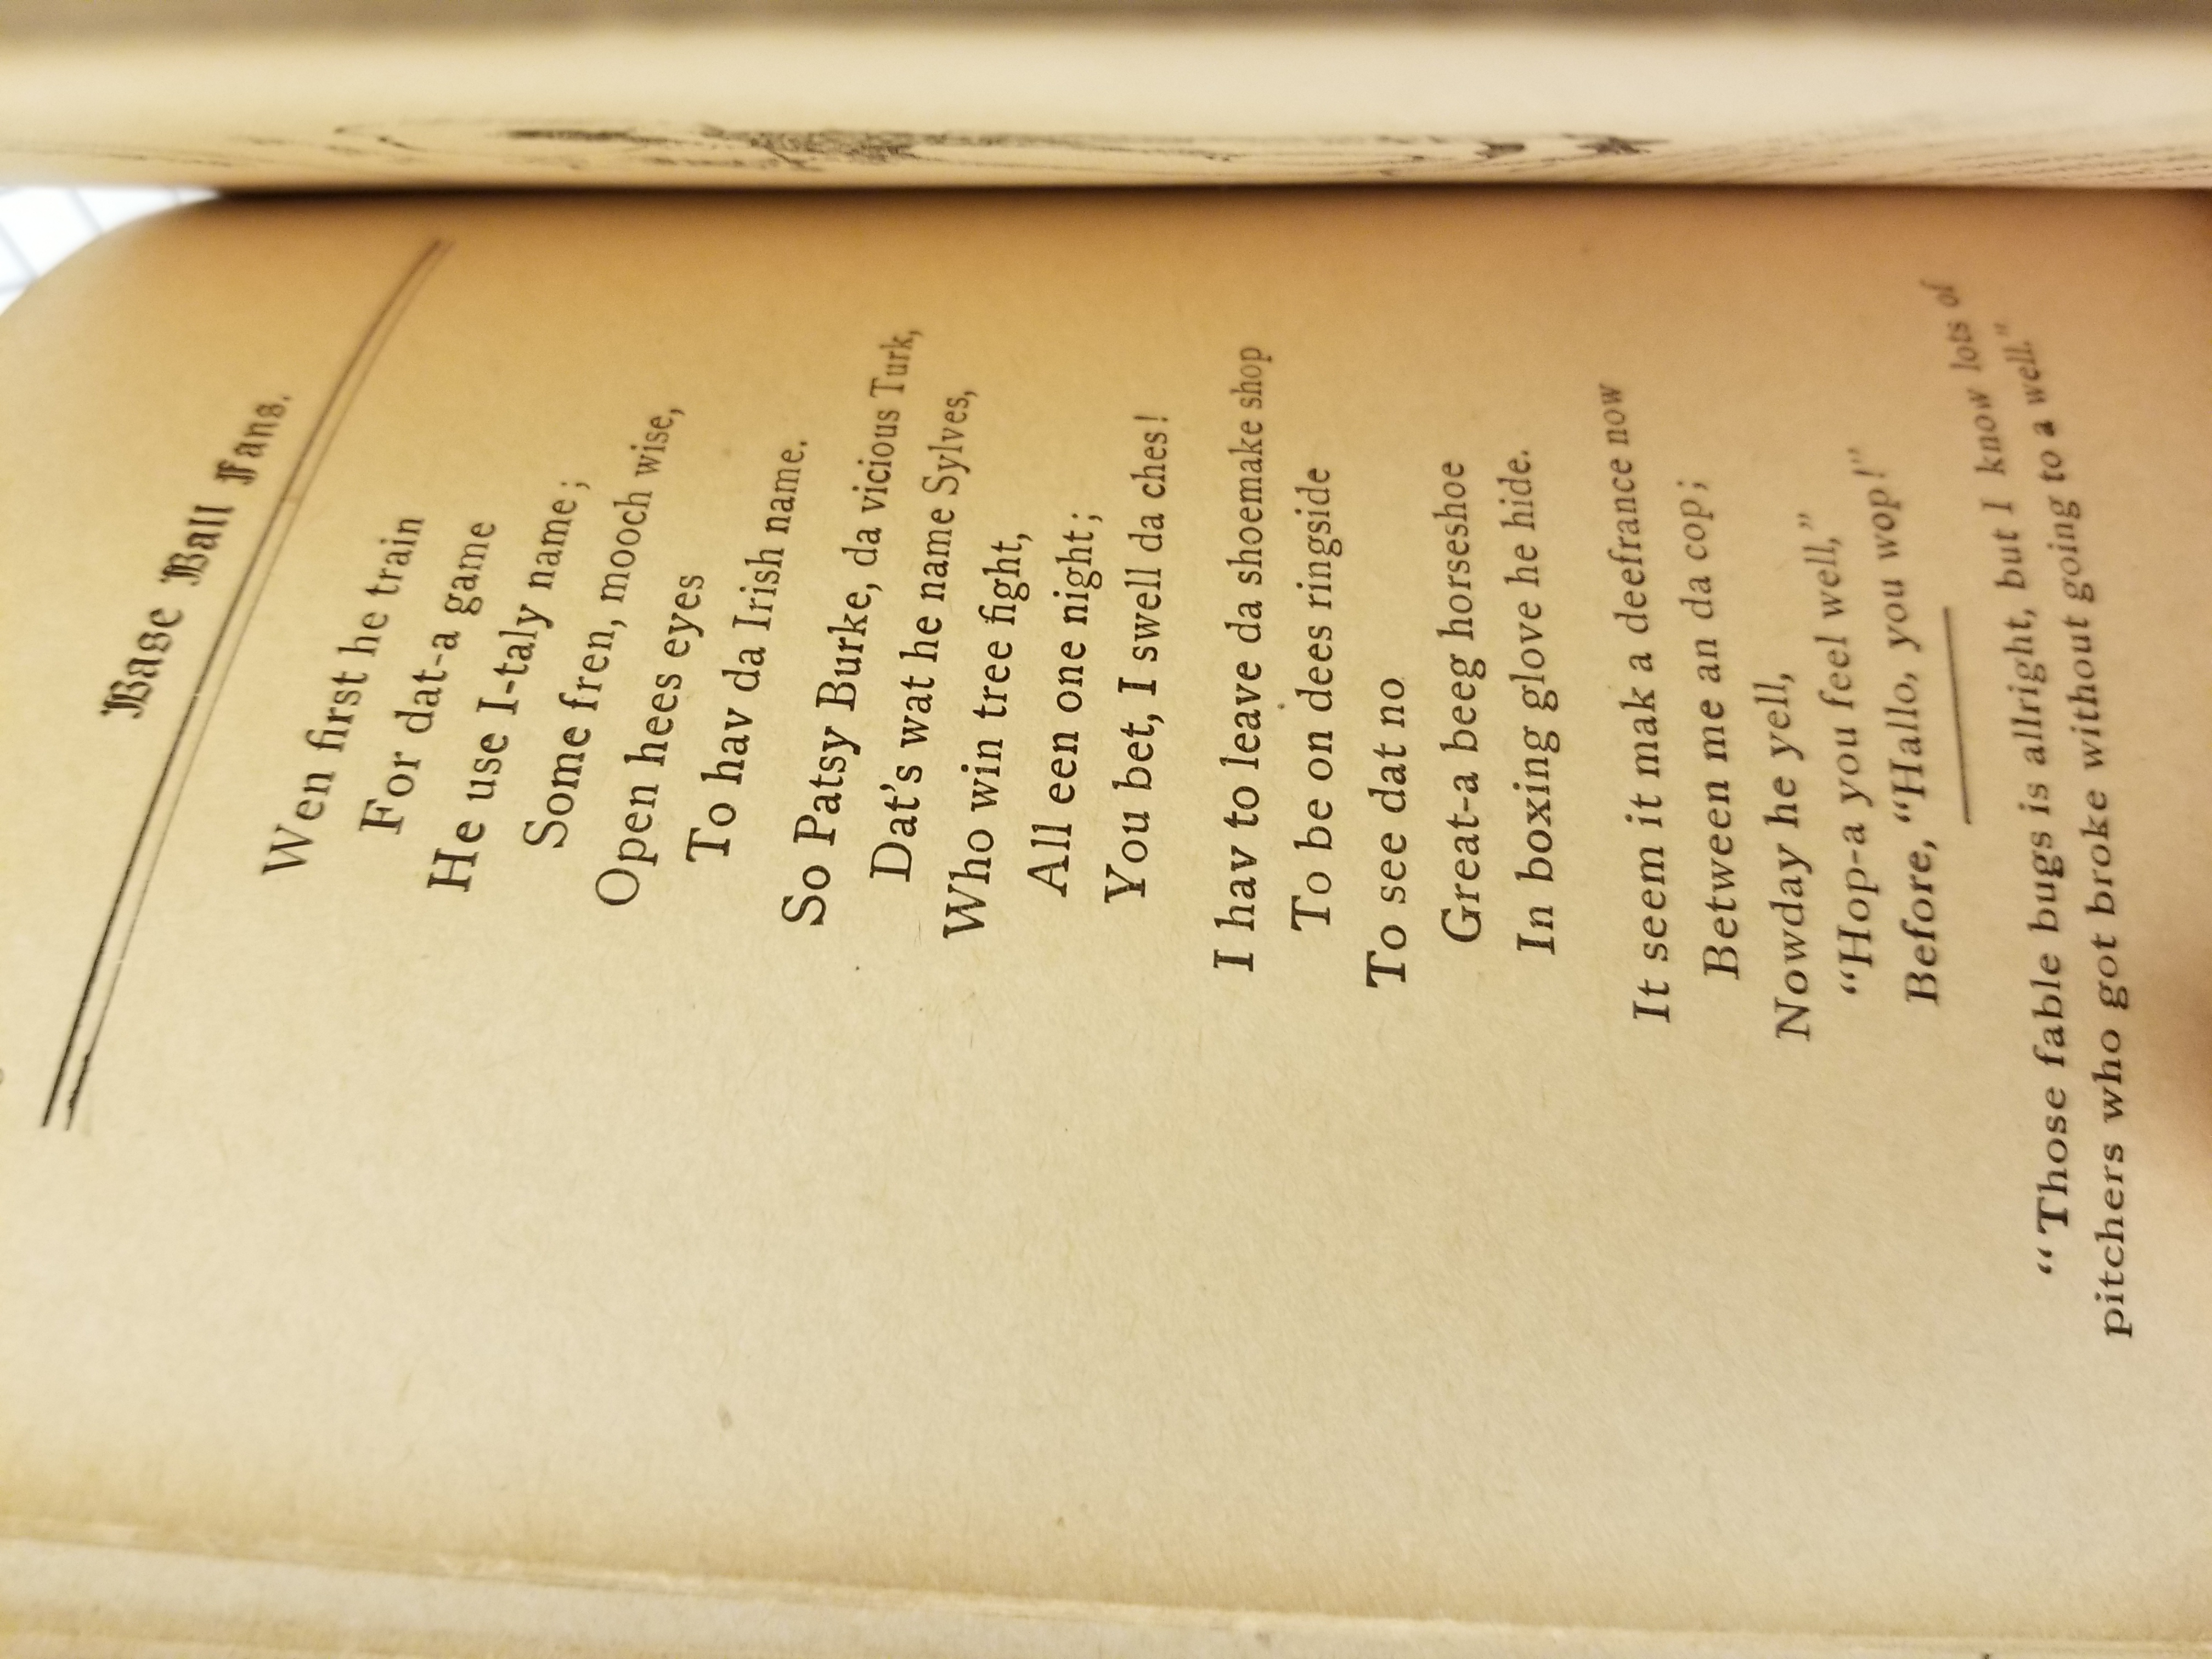 Base Ball Fans.
Wen first he train
For dat-a game
He use I-taly name;
Some fren, mooch wise,
Open hees eyes
To hav da Irish name.
So Patsy Burke, da vicious Turk,
Dat's wat he name Sylves,
Who win tree fight,
All een one night;
You bet, I swell da ches!
I hav to leave da shoemake shop
To be on dees ringside
To see dat no
Great-a beeg horseshoe
In boxing glove he hide.
It seem it mak a deefrance now
Between me an da cop;
Nowday he yell,
"Hop-a you feel well,"
Before, "Hallo, you wop!"
"Those fable bugs is allright, but I know lots of
pitchers who got broke without going to a well."